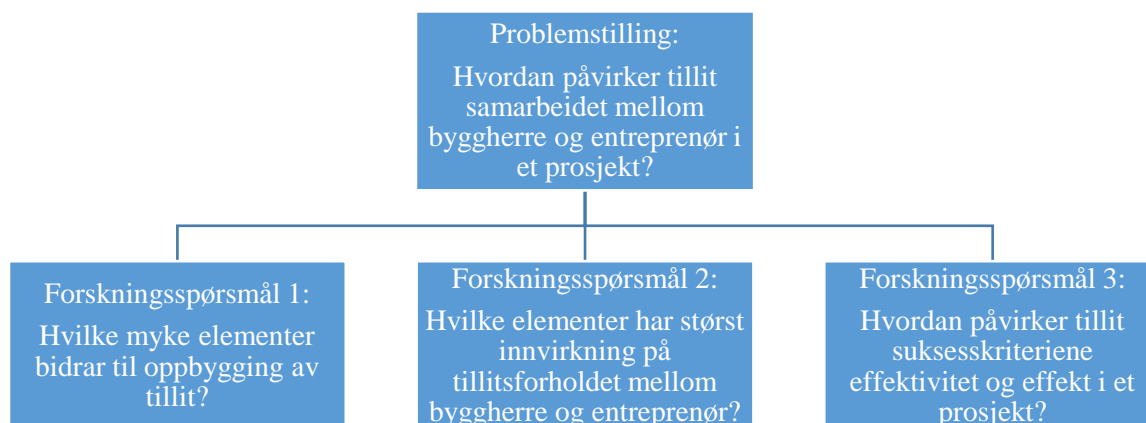 Problemstilling:
Hvordan påvirker tillit
samarbeidet mellom
byggherre og entreprenør i
et prosjekt?
Forskningsspørsmål 1:
Hvilke myke elementer
bidrar til oppbygging av
tillit?
Forskningsspørsmål 2:
Hvilke elementer har størst
innvirkning på
tillitsforholdet mellom
byggherre og entreprenør?
Forskningsspørsmål 3:
Hvordan påvirker tillit
suksesskriteriene
effektivitet og effekt i et
prosjekt?